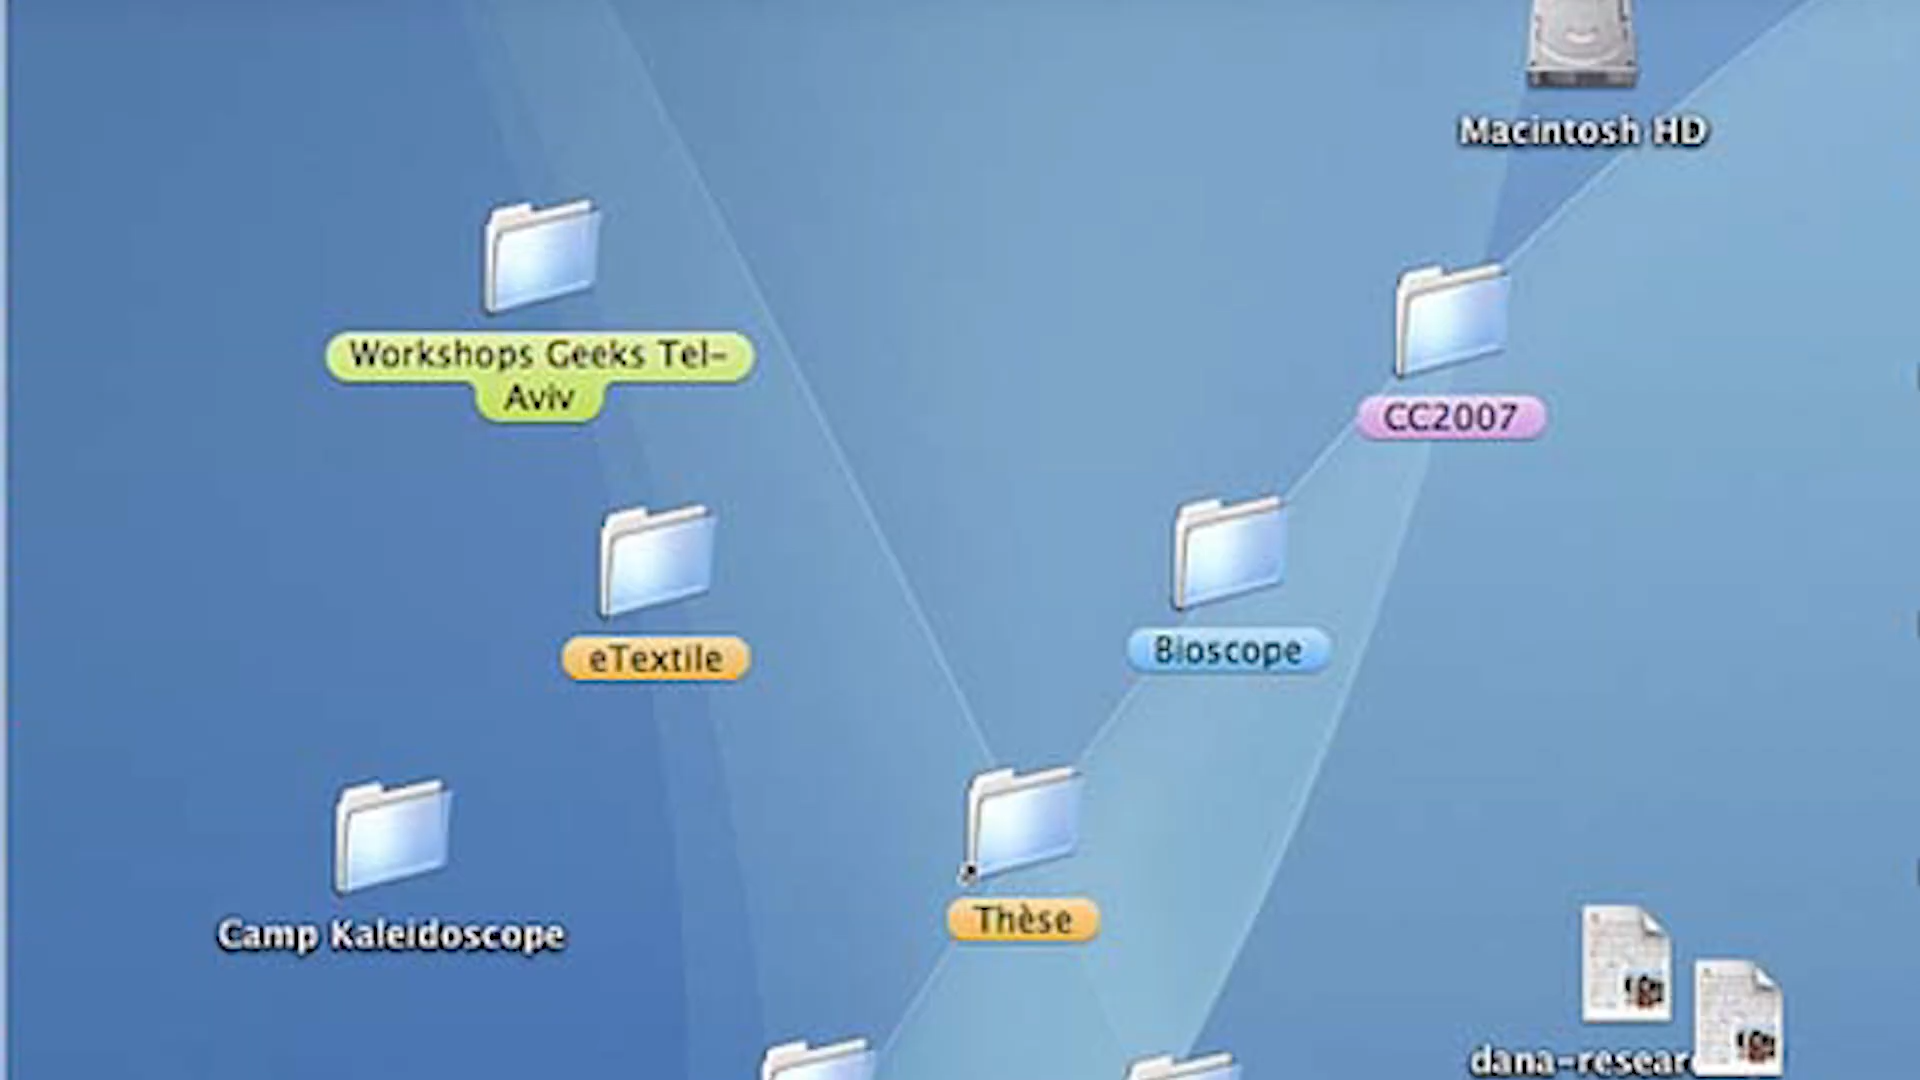 Macintosh HD
Workshops Geeks Tel-
Aviv
CC2007
eTextile
Bioscope
Thèse
Camp Kaleidoscope